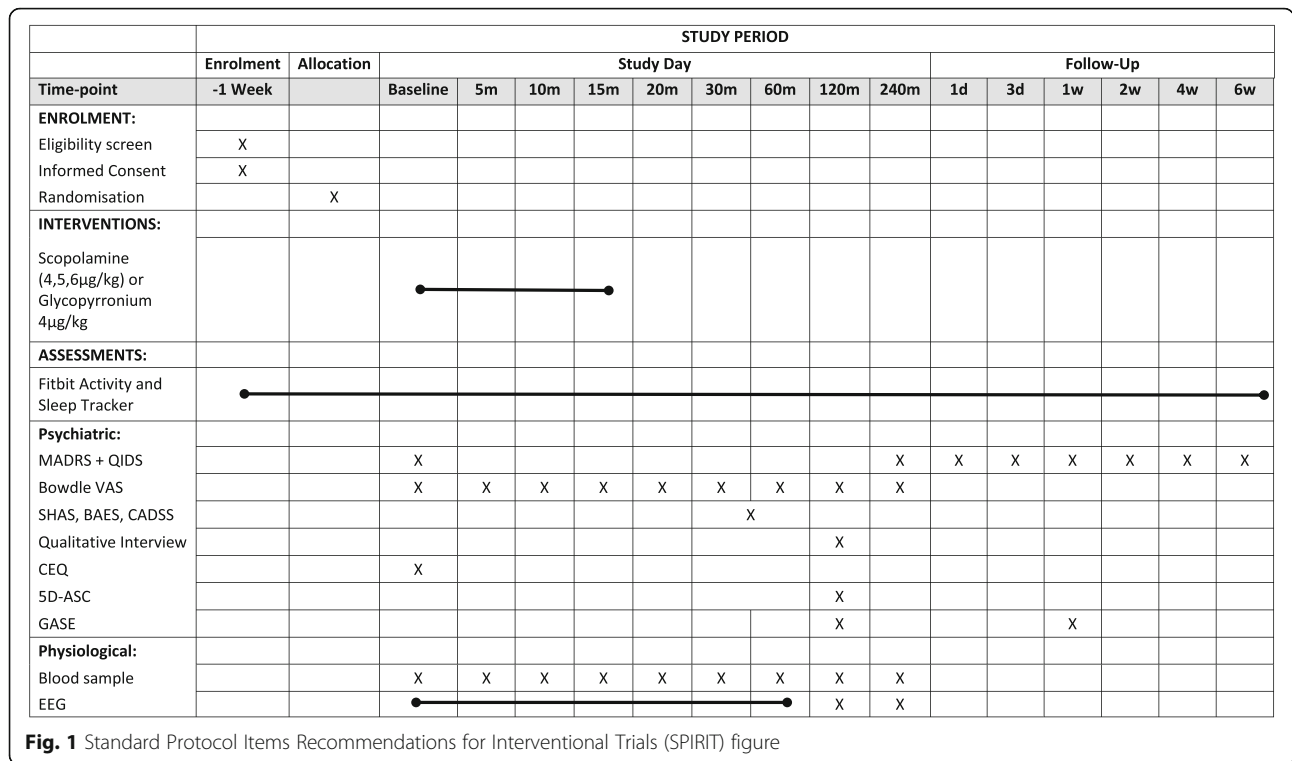 STUDY PERIOD
Enrolment Allocation Study Day Follow-Up
Time-point -1 Week Baseline 5m 10m 15m 20m 30m 60m 120m 240m 1d 3d 1w 2w 4w 6w
ENROLMENT:
Eligibility screen X
Informed Consent X
Randomisation X
INTERVENTIONS:
Scopolamine
(4,5,6µg/kg) or
Glycopyrronium
4µg/kg
ASSESSMENTS:
Fitbit Activity and
Sleep Tracker
Psychiatric:
MADRS + QIDS X X X X X X X X
Bowdle VAS X X X X X X X X X
SHAS, BAES, CADSS X
Qualitative Interview X
CEQ X
5D-ASC X
GASE X X
Physiological:
Blood sample X X X X X X X X X
EEG X X
Fig. 1 Standard Protocol Items Recommendations for Interventional Trials (SPIRIT) figure